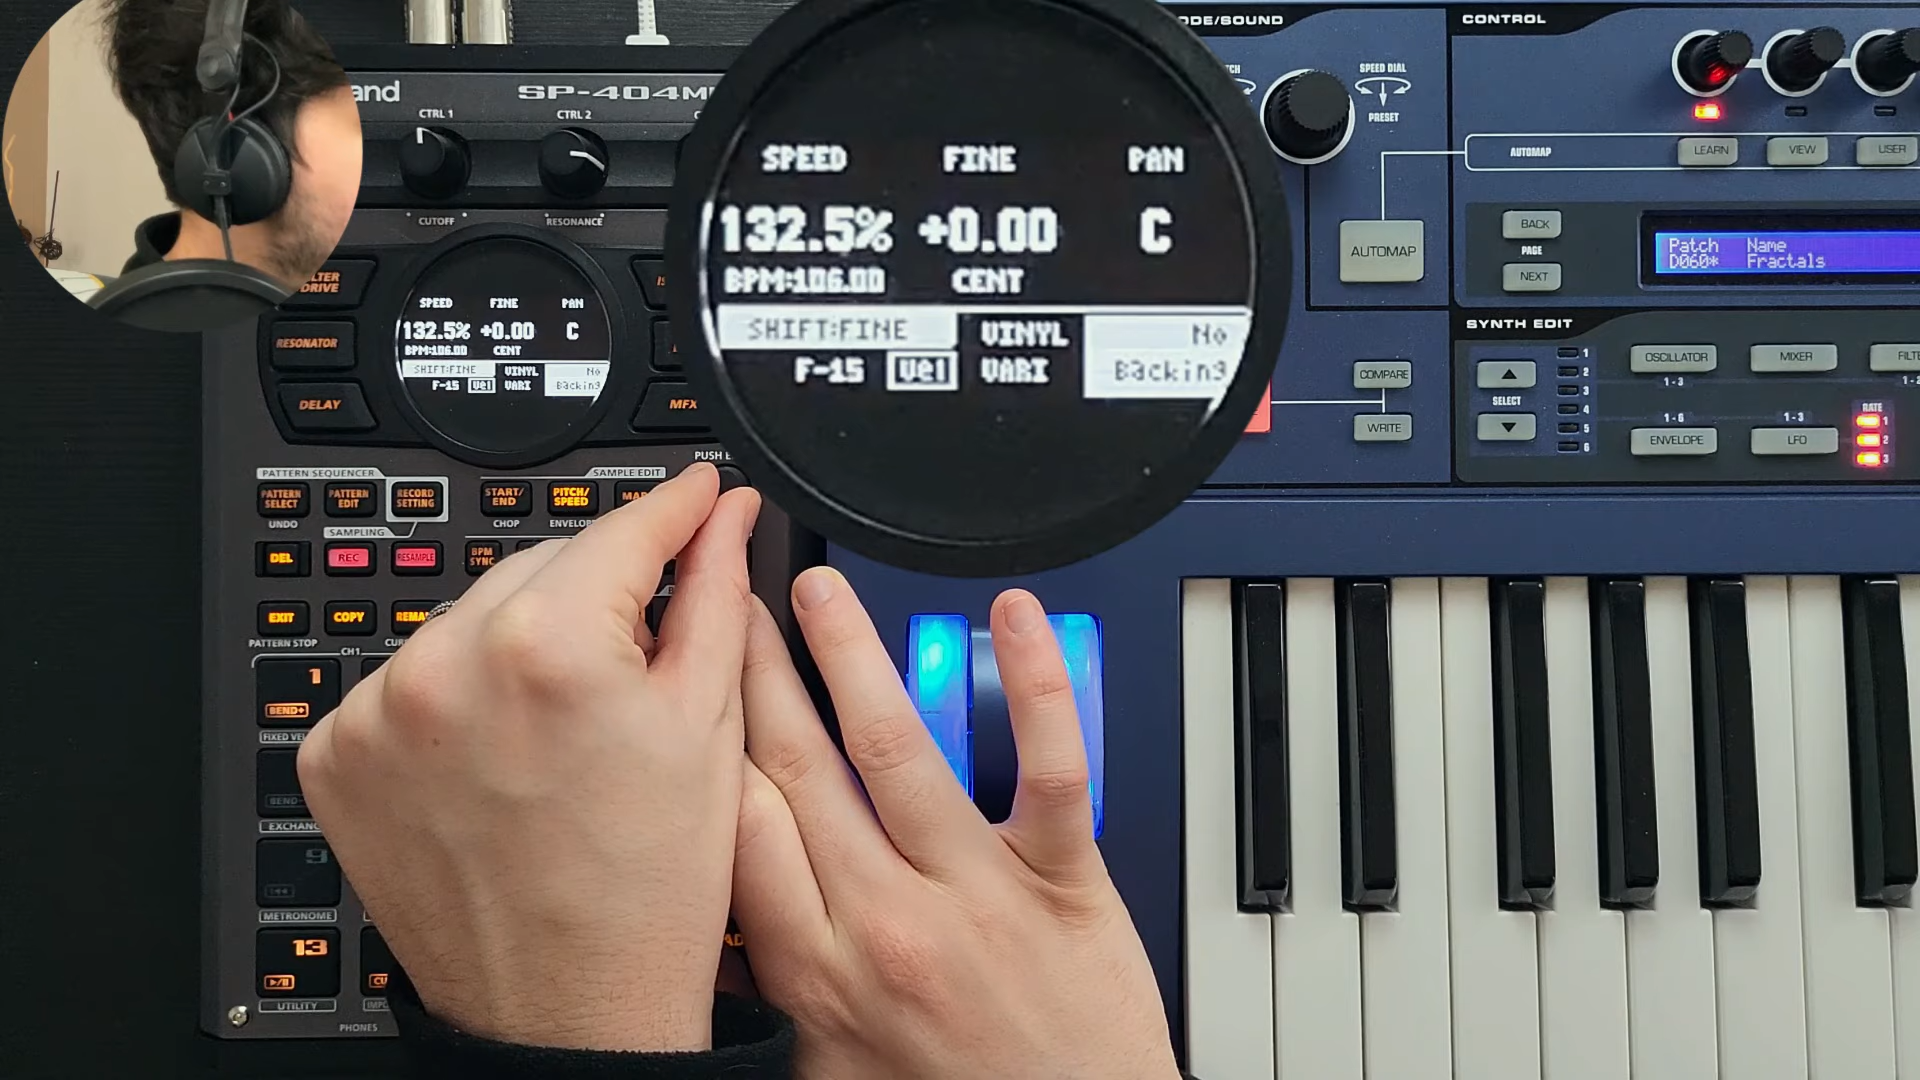 and
SP-404M
CTRL 1
CTRL 2
CUTOFF
RESONANCE
DRIVE
RESONATOR
DELAY
MFX
SPEED FINE PAN
132.5% +0.00 C
BPM:106.00 CENT
SHIFT:FINE VINYL No
F-15 Vel VARI Backing
SPEED FINE PAN
132.5% +0.00 C
BPM:106.00 CENT
SHIFT:FINE VINYL No
F-15 Vel VARI Backing
PUSH E
PATTERN SEQUENCER
SAMPLE EDIT
PATTERN SELECT
PATTERN EDIT
RECORD SETTING
START/ END
PITCH/ SPEED
UNDO
CHOP
SAMPLING
DEL
REC
RESAMPLE
BPM SYNC
EXIT
COPY
PATTERN STOP
CH1
1
BEND+
BEND-
9
METRONOME
13
UTILITY
PHONES
ODE/SOUND
SPEED DIAL
PRESET
CONTROL
AUTOMAP
LEARN
VIEW
USER
AUTOMAP
BACK
PAGE
NEXT
Patch Name
D060* Fractals
SYNTH EDIT
COMPARE
WRITE
SELECT
1
2
3
4
5
6
OSCILLATOR
MIXER
1-3
ENVELOPE
LFO
1-6
1-3
RATE
1
2
3